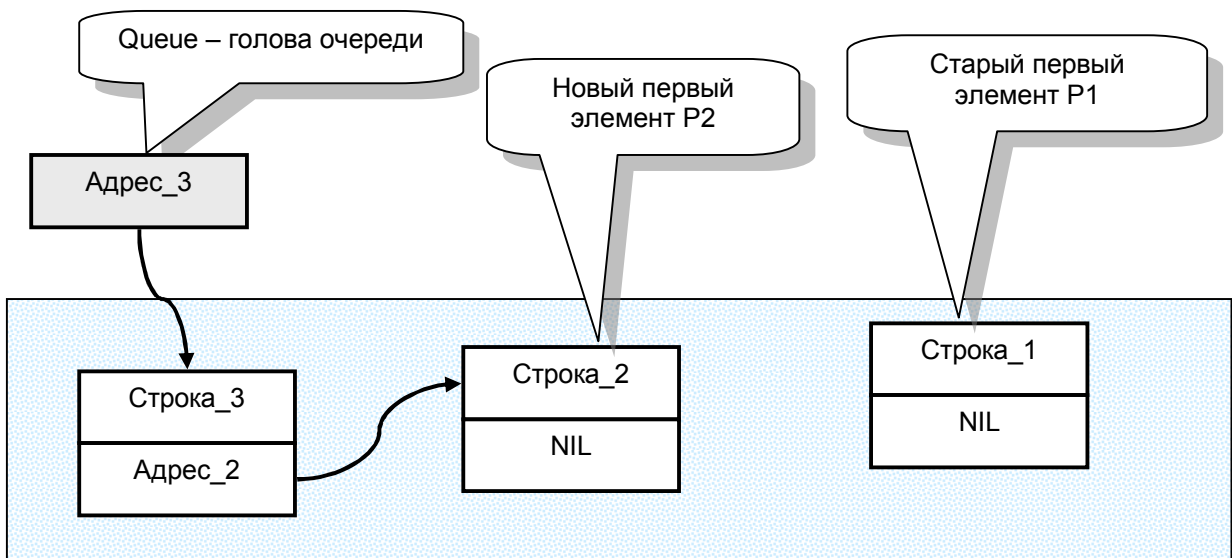 Queue – голова очереди
Новый первый
элемент P2
Старый первый
элемент P1
Адрес_3
Строка_3
Адрес_2
Строка_2
NIL
Строка_1
NIL